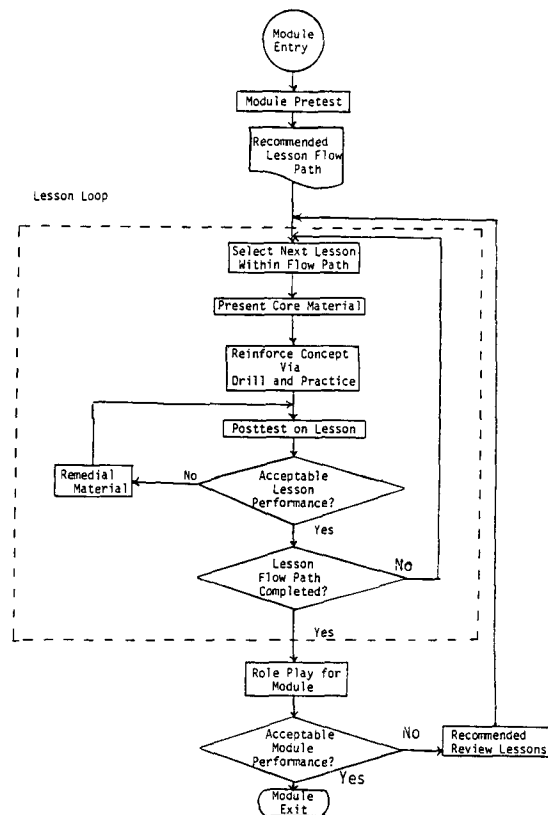 Module
Entry
Module Pretest
Recommended
Lesson Flow
Path
Lesson Loop
Select Next Lesson
Within Flow Path
Present Core Material
Reinforce Concept
Via
Drill and Practice
Posttest on Lesson
Remedial
Material
No
Acceptable
Lesson
Performance?
Yes
Lesson
Flow Path
Completed?
No
Yes
Role Play for
Module
Acceptable
Module
Performance?
No
Recommended
Review Lessons
Yes
Module
Exit